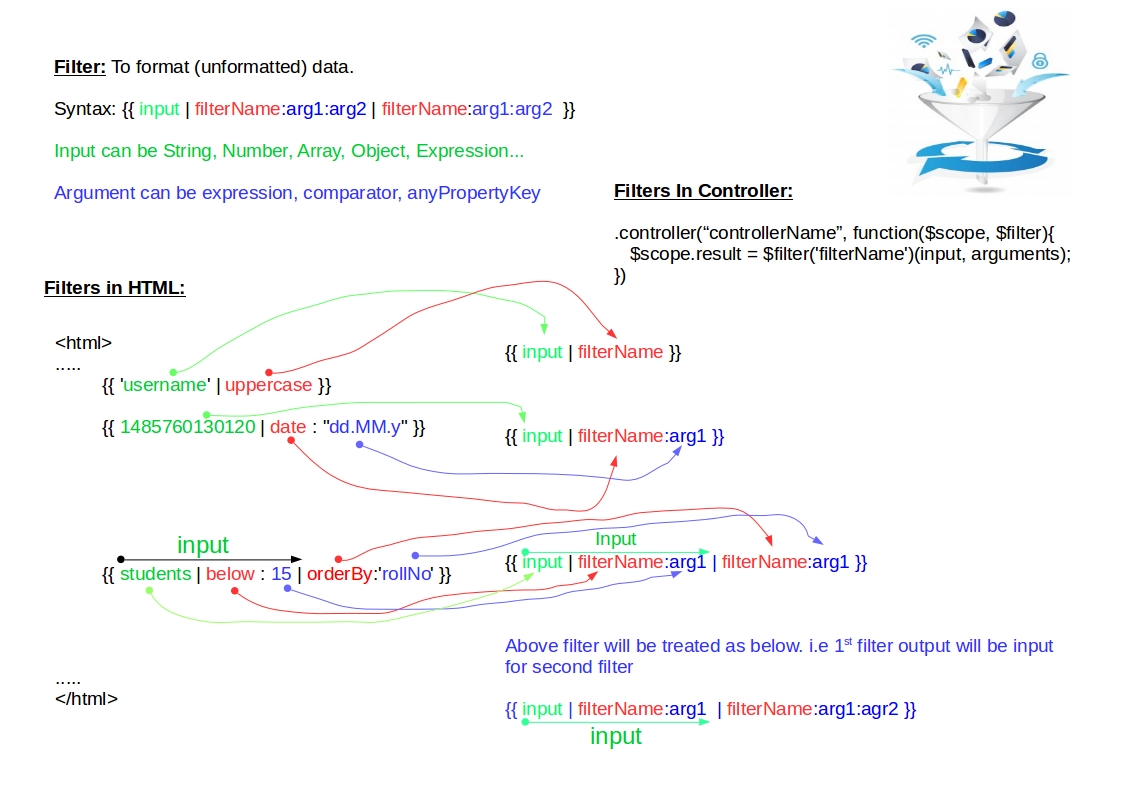 Filter: To format (unformatted) data.
Syntax: {{ input | filterName:arg1:arg2 | filterName:arg1:arg2 }}
Input can be String, Number, Array, Object, Expression...
Argument can be expression, comparator, anyPropertyKey
Filters In Controller:
.controller(“controllerName”, function($scope, $filter){
$scope.result = $filter('filterName')(input, arguments);
})
Filters in HTML:
<html>
.....
{{ 'username' | uppercase }}
{{ input | filterName }}
{{ 1485760130120 | date : "dd.MM.y" }}
{{ input | filterName:arg1 }}
input
{{ students | below : 15 | orderBy:'rollNo' }}
Input
{{ input | filterName:arg1 | filterName:arg1 }}
Above filter will be treated as below. i.e 1st filter output will be input
for second filter
.....
</html>
{{ input | filterName:arg1 | filterName:arg1:agr2 }}
input